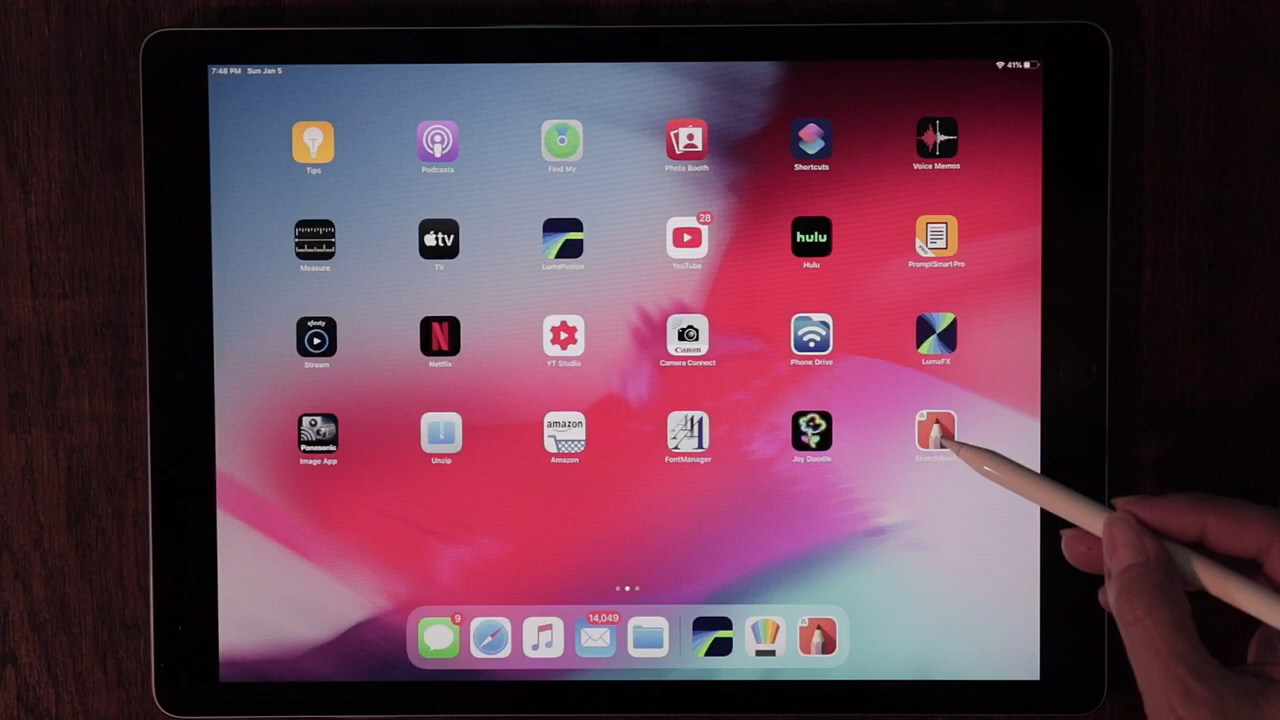 7:48 PM Sun Jan 5
41%
Tips Podcasts Find My Photo Booth Shortcuts Voice Memos
28
tv hulu
Measure TV LumaFusion YouTube Hulu PromptSmart Pro
xfinity
N Canon
Stream Netflix YT Studio Camera Connect Phone Drive LumaFX
Panasonic amazon
Image App Unzip Amazon FontManager Joy Doodle
9 14,049